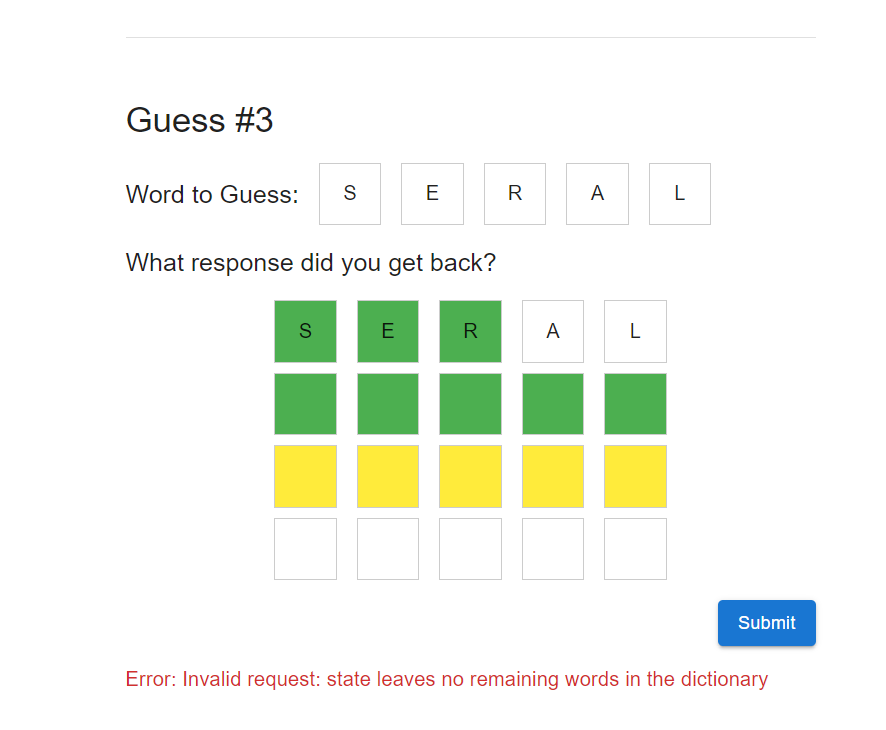 Guess #3
Word to Guess: S E R A L
What response did you get back?
S E R A L
Submit
Error: Invalid request: state leaves no remaining words in the dictionary